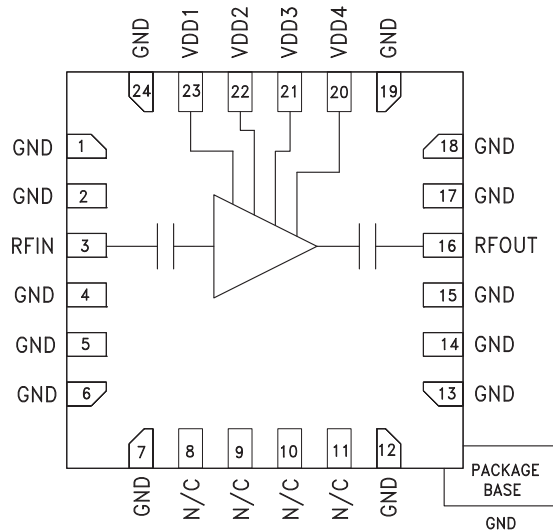 GND VDD1 VDD2 VDD3 VDD4 GND
24 23 22 21 20 19
GND 1 18 GND
GND 2 17 GND
RFIN 3 16 RFOUT
GND 4 15 GND
GND 5 14 GND
GND 6 13 GND
7 8 9 10 11 12
GND N/C N/C N/C N/C GND
PACKAGE
BASE
GND